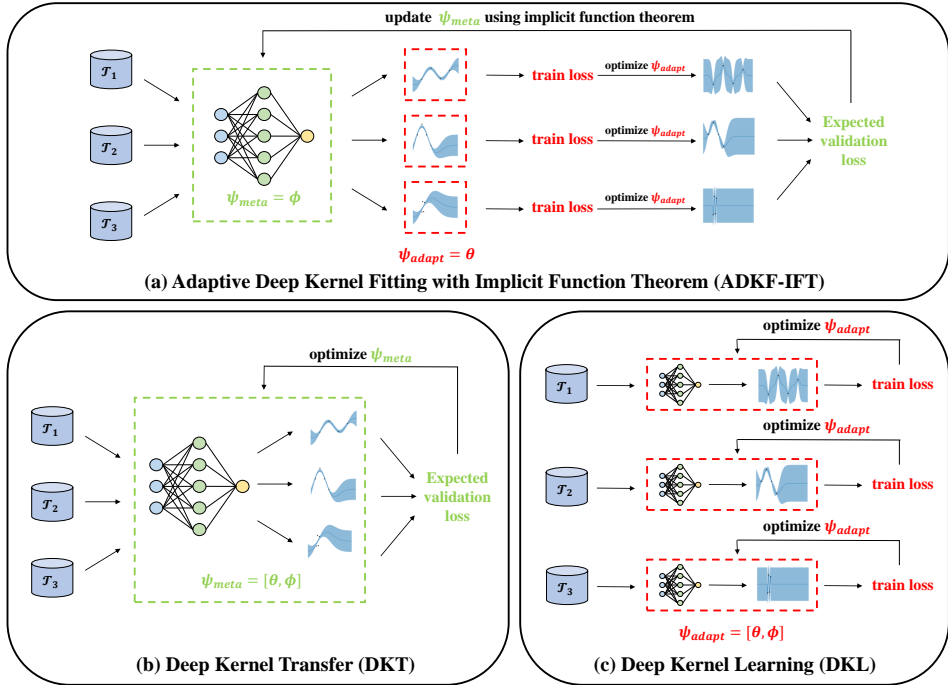 update ψ_meta using implicit function theorem
𝒯₁
𝒯₂
𝒯₃
ψ_meta = ϕ
ψ_adapt = θ
train loss
optimize ψ_adapt
train loss
optimize ψ_adapt
train loss
optimize ψ_adapt
Expected
validation
loss
(a) Adaptive Deep Kernel Fitting with Implicit Function Theorem (ADKF-IFT)
optimize ψ_meta
𝒯₁
𝒯₂
𝒯₃
ψ_meta = [θ, ϕ]
Expected
validation
loss
(b) Deep Kernel Transfer (DKT)
optimize ψ_adapt
𝒯₁
train loss
optimize ψ_adapt
𝒯₂
train loss
optimize ψ_adapt
𝒯₃
train loss
ψ_adapt = [θ, ϕ]
(c) Deep Kernel Learning (DKL)